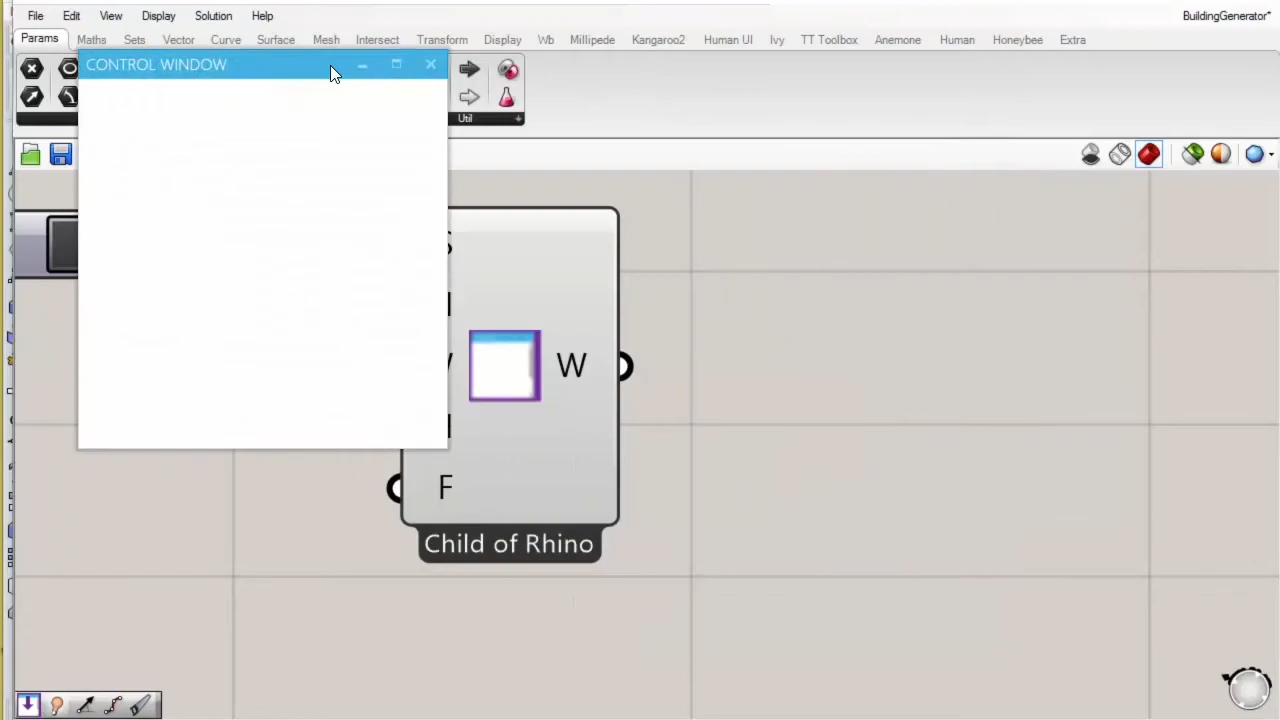 File Edit View Display Solution Help BuildingGenerator*
Params Maths Sets Vector Curve Surface Mesh Intersect Transform Display Wb Millipede Kangaroo2 Human UI Ivy TT Toolbox Anemone Human Honeybee Extra
CONTROL WINDOW
Util
W
F
Child of Rhino